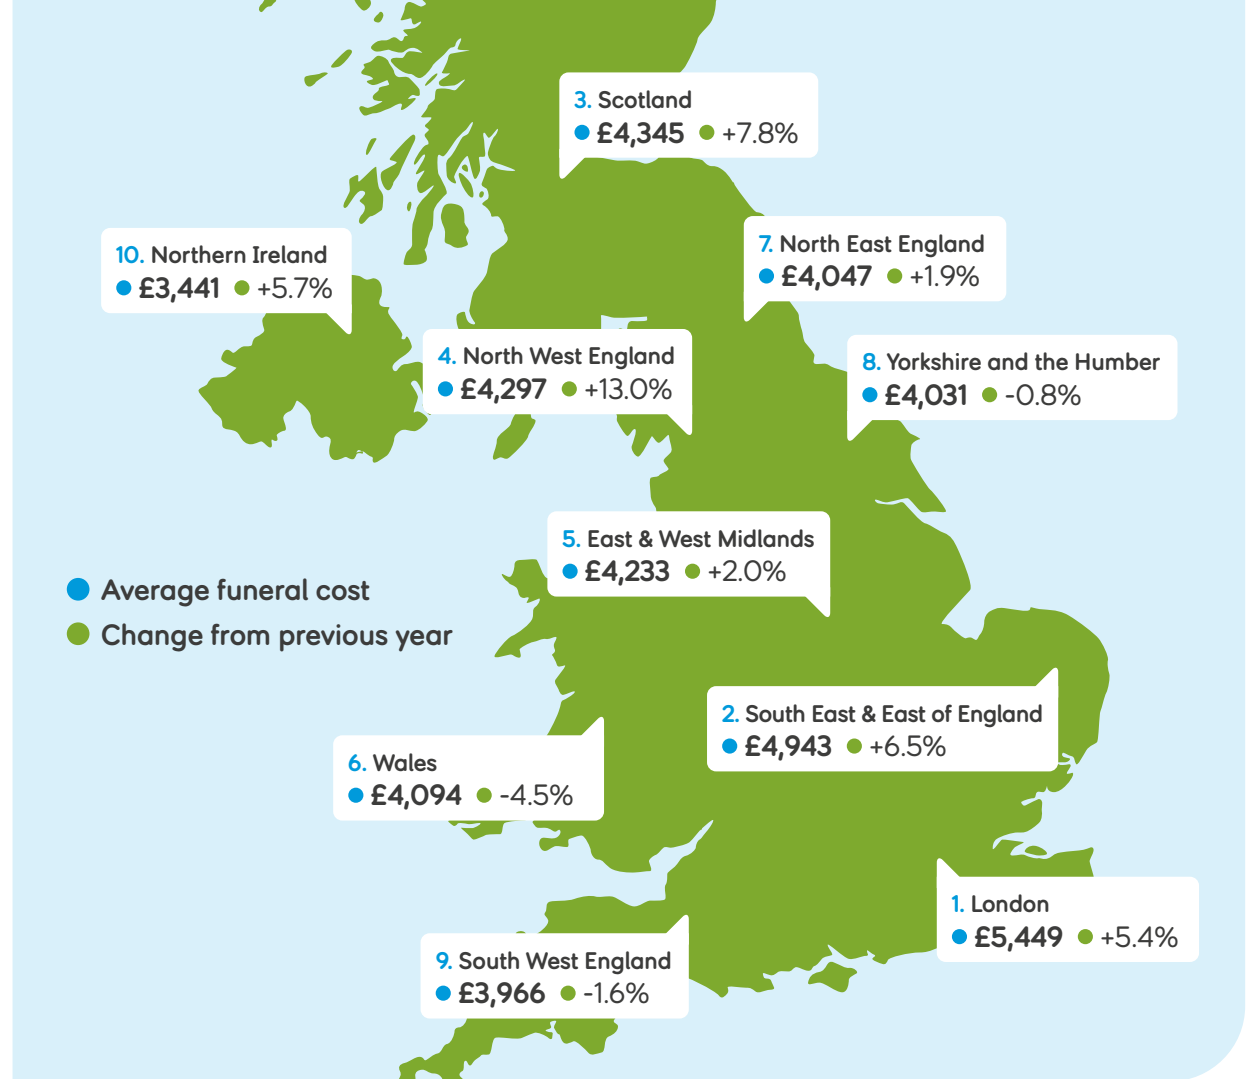 3. Scotland
£4,345 +7.8%
7. North East England
£4,047 +1.9%
10. Northern Ireland
£3,441 +5.7%
4. North West England
£4,297 +13.0%
8. Yorkshire and the Humber
£4,031 -0.8%
5. East & West Midlands
£4,233 +2.0%
Average funeral cost
Change from previous year
2. South East & East of England
£4,943 +6.5%
6. Wales
£4,094 -4.5%
1. London
£5,449 +5.4%
9. South West England
£3,966 -1.6%